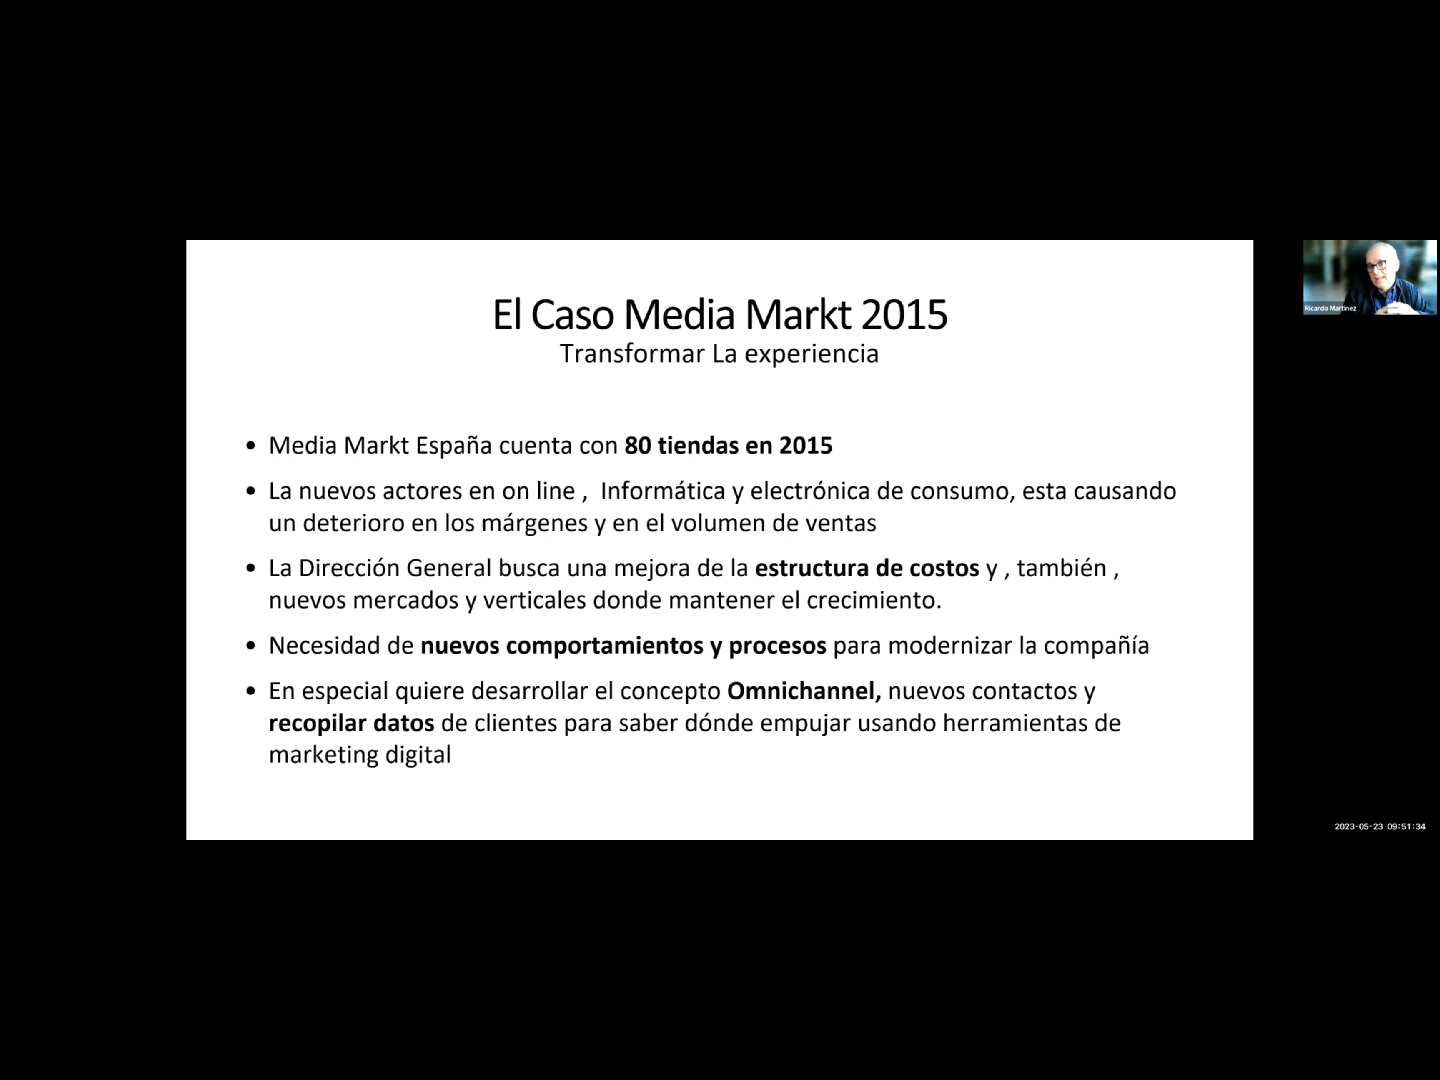 El Caso Media Markt 2015
Transformar La experiencia
• Media Markt España cuenta con 80 tiendas en 2015
• La nuevos actores en on line ,  Informática y electrónica de consumo, esta causando
un deterioro en los márgenes y en el volumen de ventas
• La Dirección General busca una mejora de la estructura de costos y , también ,
nuevos mercados y verticales donde mantener el crecimiento.
• Necesidad de nuevos comportamientos y procesos para modernizar la compañía
• En especial quiere desarrollar el concepto Omnichannel, nuevos contactos y
recopilar datos de clientes para saber dónde empujar usando herramientas de
marketing digital
Ricardo Martinez
2023-05-23 09:51:34